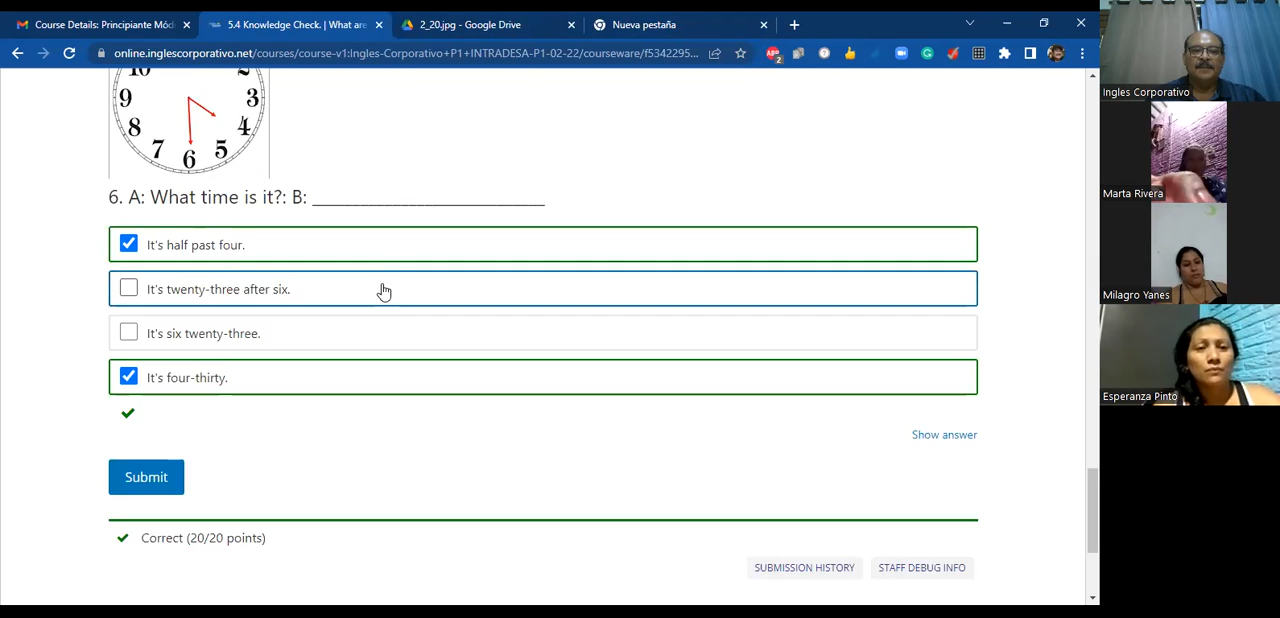 Course Details: Principiante Mód
5.4 Knowledge Check. | What are
2_20.jpg - Google Drive
Nueva pestaña
online.inglescorporativo.net/courses/course-v1:Ingles-Corporativo+P1+INTRADESA-P1-02-22/courseware/f5342295...
10
2
9
3
8
4
7
5
6
6. A: What time is it?: B: ____________________________
It's half past four.
It's twenty-three after six.
It's six twenty-three.
It's four-thirty.
Show answer
Submit
Correct (20/20 points)
SUBMISSION HISTORY
STAFF DEBUG INFO
Ingles Corporativo
Marta Rivera
Milagro Yanes
Esperanza Pinto